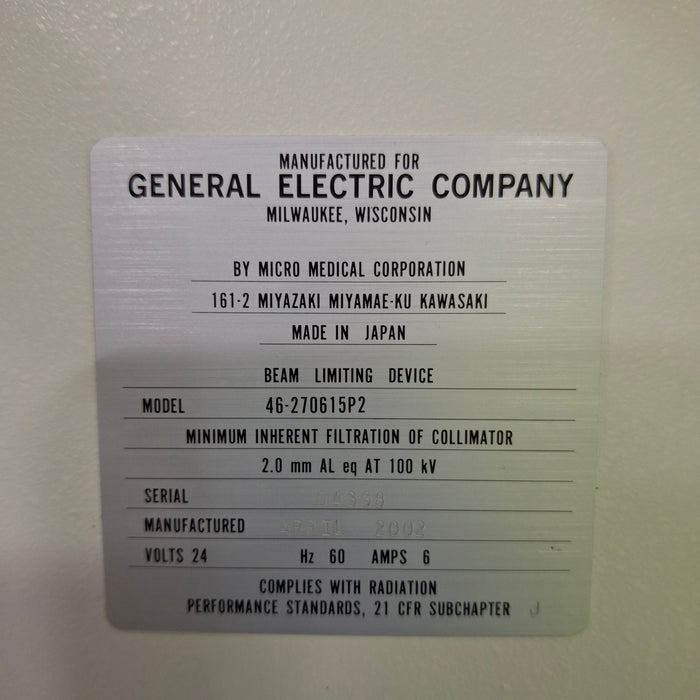 MANUFACTURED FOR
GENERAL ELECTRIC COMPANY
MILWAUKEE, WISCONSIN
BY MICRO MEDICAL CORPORATION
161-2 MIYAZAKI MIYAMAE-KU KAWASAKI
MADE IN JAPAN
BEAM LIMITING DEVICE
MODEL 46-270615P2
MINIMUM INHERENT FILTRATION OF COLLIMATOR
2.0 mm AL eq AT 100 kV
SERIAL
MANUFACTURED APRIL 2002
VOLTS 24 Hz 60 AMPS 6
COMPLIES WITH RADIATION
PERFORMANCE STANDARDS, 21 CFR SUBCHAPTER J